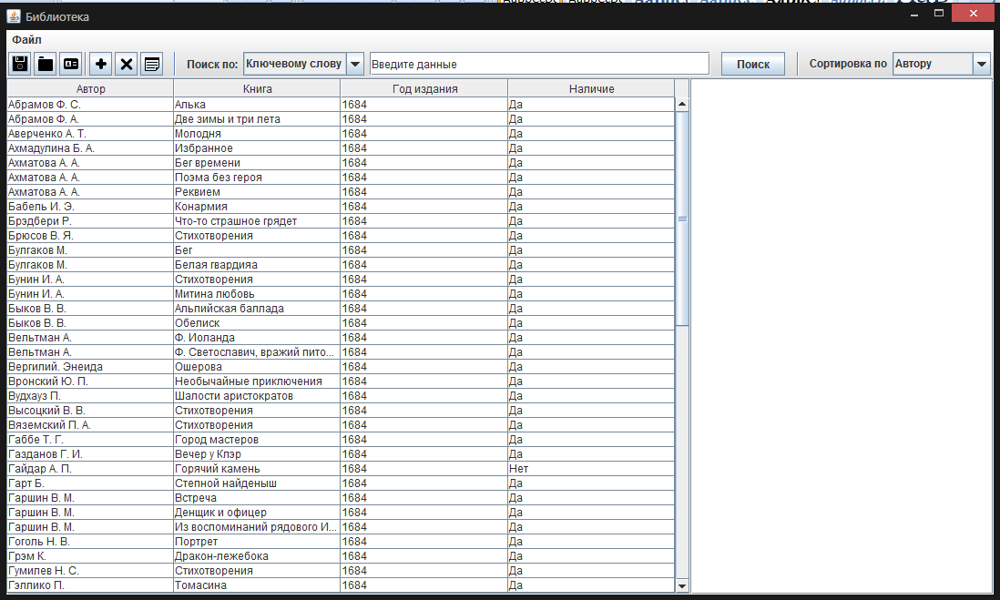 Библиотека
Файл
Поиск по: Ключевому слову Введите данные Поиск Сортировка по Автору
Автор Книга Год издания Наличие
Абрамов Ф. С. Алька 1684 Да
Абрамов Ф. А. Две зимы и три лета 1684 Да
Аверченко А. Т. Молодня 1684 Да
Ахмадулина Б. А. Избранное 1684 Да
Ахматова А. А. Бег времени 1684 Да
Ахматова А. А. Поэма без героя 1684 Да
Ахматова А. А. Реквием 1684 Да
Бабель И. Э. Конармия 1684 Да
Брэдбери Р. Что-то страшное грядет 1684 Да
Брюсов В. Я. Стихотворения 1684 Да
Булгаков М. Бег 1684 Да
Булгаков М. Белая гвардияа 1684 Да
Бунин И. А. Стихотворения 1684 Да
Бунин И. А. Митина любовь 1684 Да
Быков В. В. Альпийская баллада 1684 Да
Быков В. В. Обелиск 1684 Да
Вельтман А. Ф. Иоланда 1684 Да
Вельтман А. Ф. Светославич, вражий пито... 1684 Да
Вергилий. Энеида Ошерова 1684 Да
Вронский Ю. П. Необычайные приключения 1684 Да
Вудхауз П. Шалости аристократов 1684 Да
Высоцкий В. В. Стихотворения 1684 Да
Вяземский П. А. Стихотворения 1684 Да
Габбе Т. Г. Город мастеров 1684 Да
Газданов Г. И. Вечер у Клэр 1684 Да
Гайдар А. П. Горячий камень 1684 Нет
Гарт Б. Степной найденыш 1684 Да
Гаршин В. М. Встреча 1684 Да
Гаршин В. М. Денщик и офицер 1684 Да
Гаршин В. М. Из воспоминаний рядового И... 1684 Да
Гоголь Н. В. Портрет 1684 Да
Грэм К. Дракон-лежебока 1684 Да
Гумилев Н. С. Стихотворения 1684 Да
Гэллико П. Томасина 1684 Да